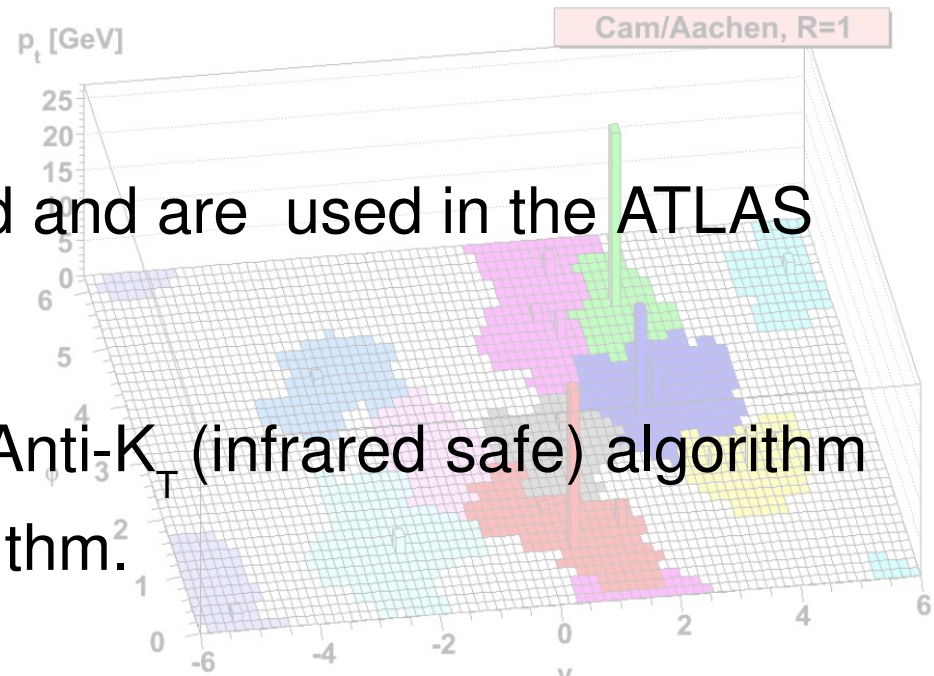 Cam/Aachen, R=1
p_t [GeV]
25
20
15
d and are used in the ATLAS
5
0
6
5
4
Anti-K_T (infrared safe) algorithm
ϕ 3
2
ithm.
1
0
-6 -4 -2 0 2 4 6
y